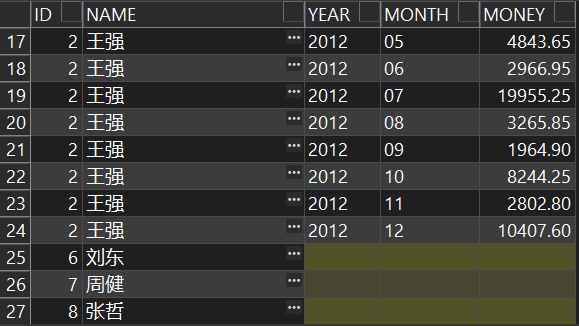 ID NAME YEAR MONTH MONEY
17 2 王强 ... 2012 05 4843.65
18 2 王强 ... 2012 06 2966.95
19 2 王强 ... 2012 07 19955.25
20 2 王强 ... 2012 08 3265.85
21 2 王强 ... 2012 09 1964.90
22 2 王强 ... 2012 10 8244.25
23 2 王强 ... 2012 11 2802.80
24 2 王强 ... 2012 12 10407.60
25 6 刘东 ...
26 7 周健 ...
27 8 张哲 ...